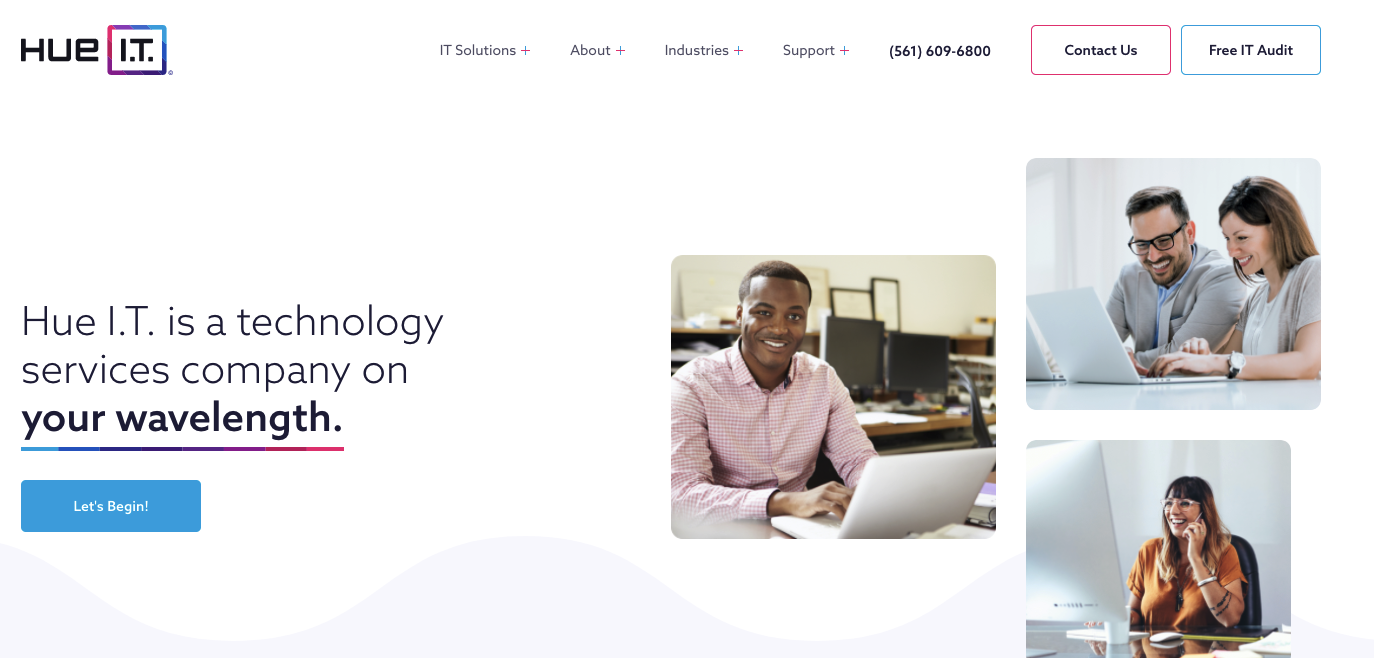 HUE I.T.
IT Solutions +
About +
Industries +
Support +
(561) 609-6800
Contact Us
Free IT Audit
Hue I.T. is a technology
services company on
your wavelength.
Let's Begin!